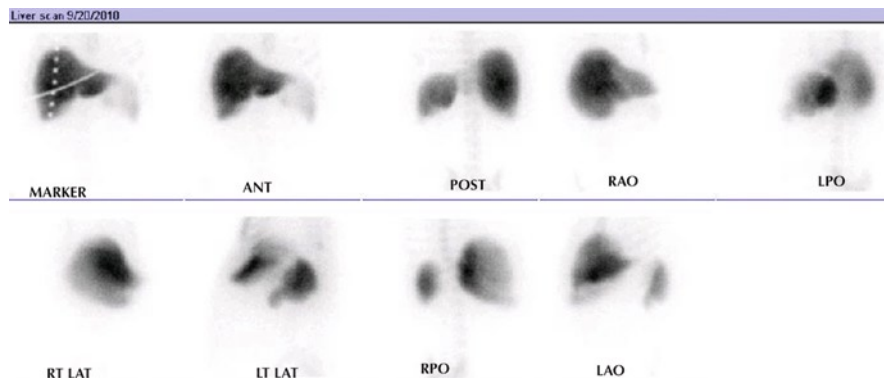 Liver scan 9/20/2010
MARKER
ANT
POST
RAO
LPO
RT LAT
LT LAT
RPO
LAO